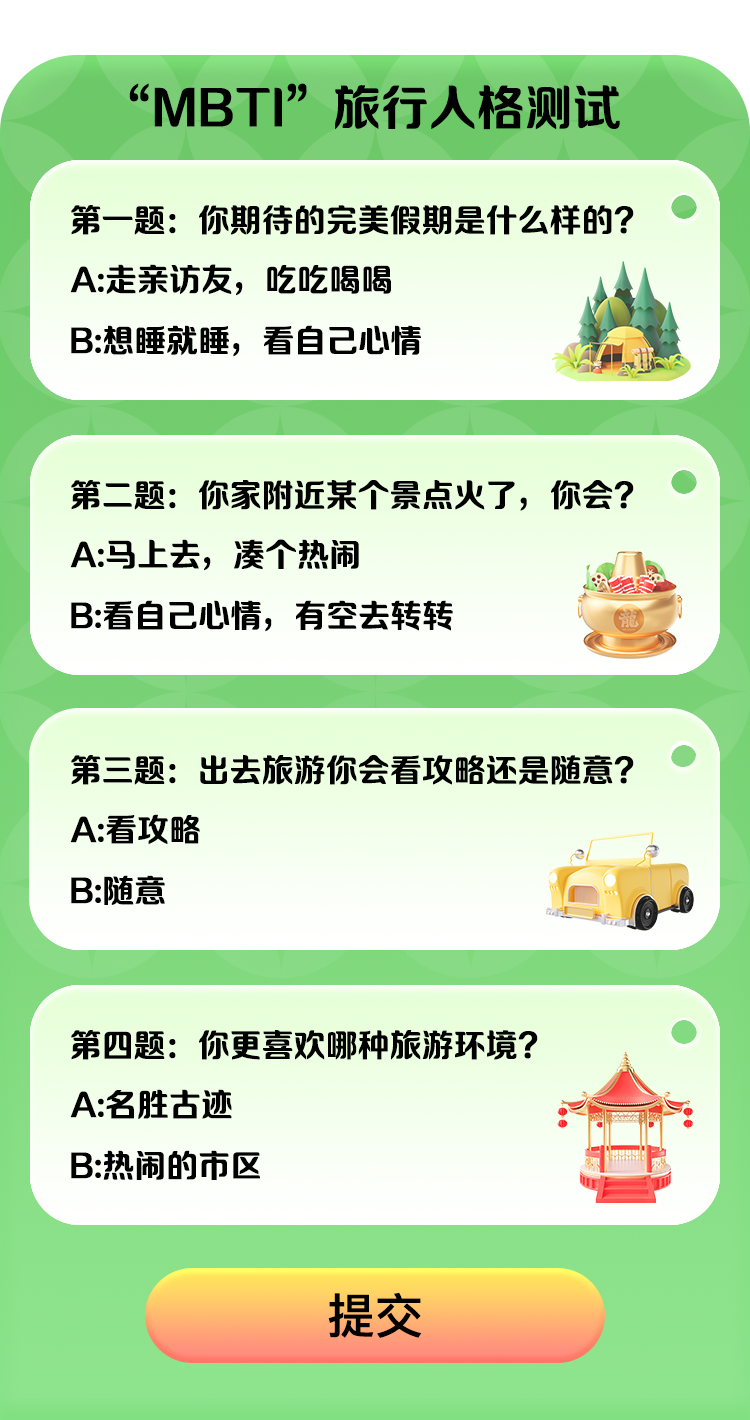 “MBTI”旅行人格测试
第一题：你期待的完美假期是什么样的？
A:走亲访友，吃吃喝喝
B:想睡就睡，看自己心情
第二题：你家附近某个景点火了，你会？
A:马上去，凑个热闹
B:看自己心情，有空去转转
龍
第三题：出去旅游你会看攻略还是随意？
A:看攻略
B:随意
第四题：你更喜欢哪种旅游环境？
A:名胜古迹
B:热闹的市区
提交